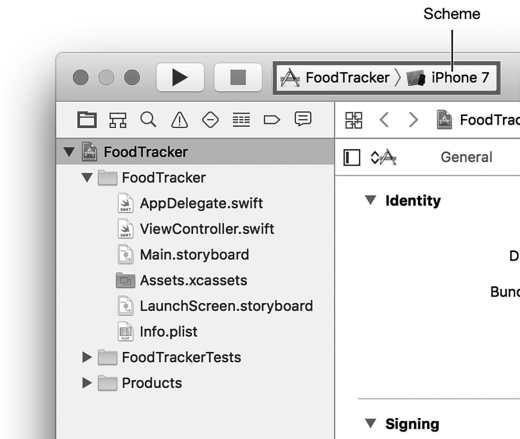 Scheme
FoodTracker
iPhone 7
FoodTrac
FoodTracker
General
FoodTracker
Identity
AppDelegate.swift
ViewController.swift
Main.storyboard
D
Assets.xcassets
Bund
LaunchScreen.storyboard
Info.plist
FoodTrackerTests
Products
Signing